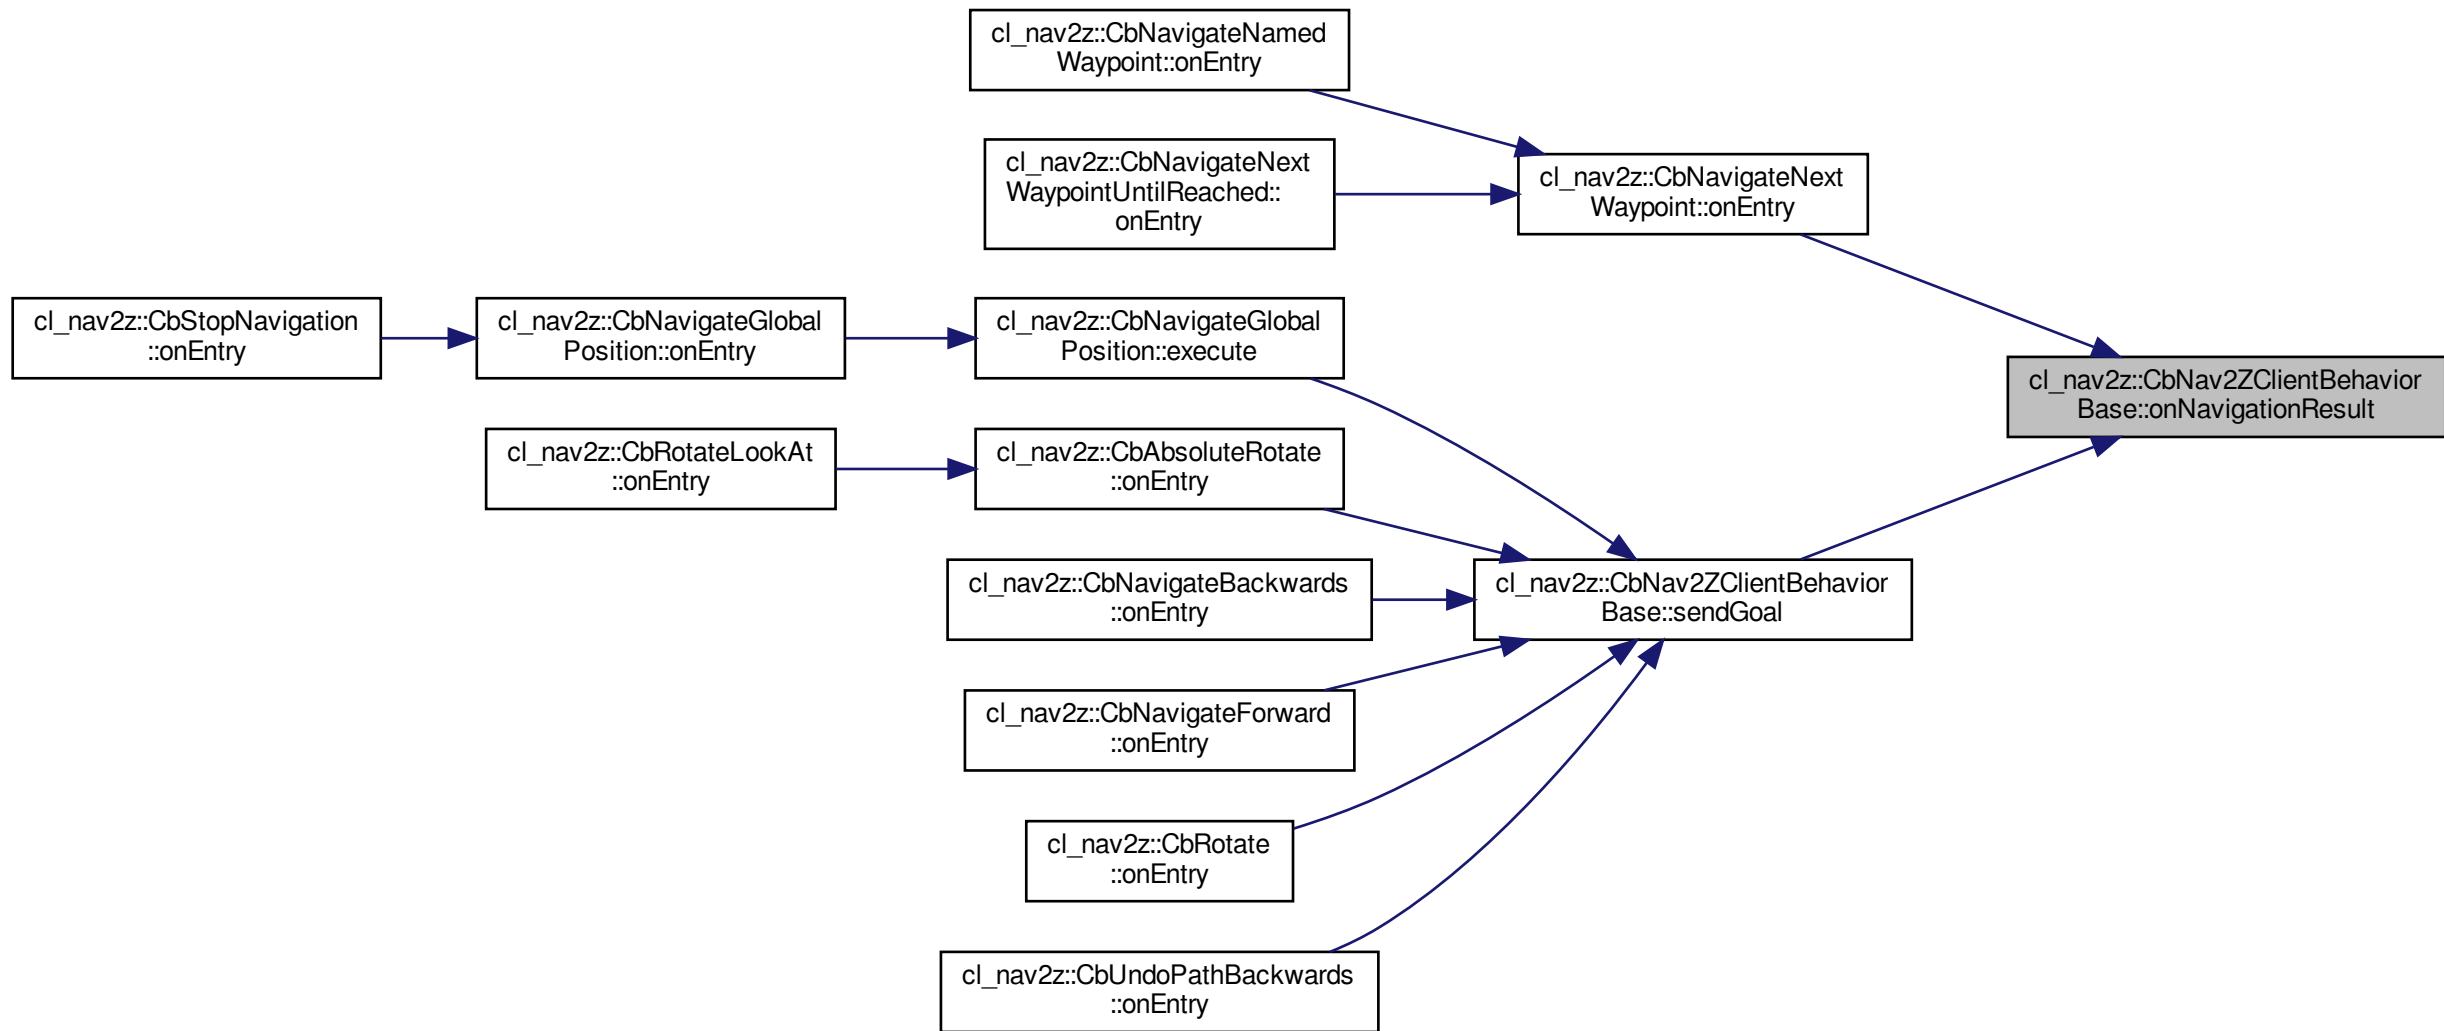 cl_nav2z::CbNavigateNamed
Waypoint::onEntry
cl_nav2z::CbNavigateNext
WaypointUntilReached::
onEntry
cl_nav2z::CbNavigateNext
Waypoint::onEntry
cl_nav2z::CbStopNavigation
::onEntry
cl_nav2z::CbNavigateGlobal
Position::onEntry
cl_nav2z::CbNavigateGlobal
Position::execute
cl_nav2z::CbNav2ZClientBehavior
Base::onNavigationResult
cl_nav2z::CbRotateLookAt
::onEntry
cl_nav2z::CbAbsoluteRotate
::onEntry
cl_nav2z::CbNavigateBackwards
::onEntry
cl_nav2z::CbNav2ZClientBehavior
Base::sendGoal
cl_nav2z::CbNavigateForward
::onEntry
cl_nav2z::CbRotate
::onEntry
cl_nav2z::CbUndoPathBackwards
::onEntry